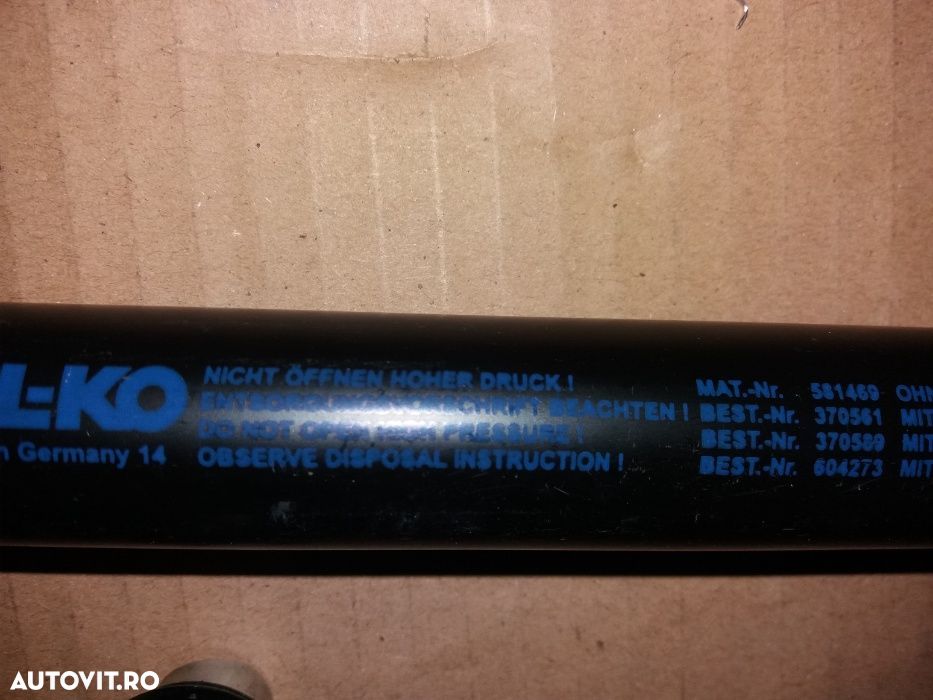 L-KO
n Germany 14
NICHT ÖFFNEN HOHER DRUCK !
ENTSORGUNGSVORSCHRIFT BEACHTEN !
DO NOT OPEN HIGH PRESSURE !
OBSERVE DISPOSAL INSTRUCTION !
MAT.-Nr. 581469 OHN
BEST.-Nr. 370561 MIT
BEST.-Nr. 370589 MIT
BEST.-Nr. 604273 MIT
AUTOVIT.RO